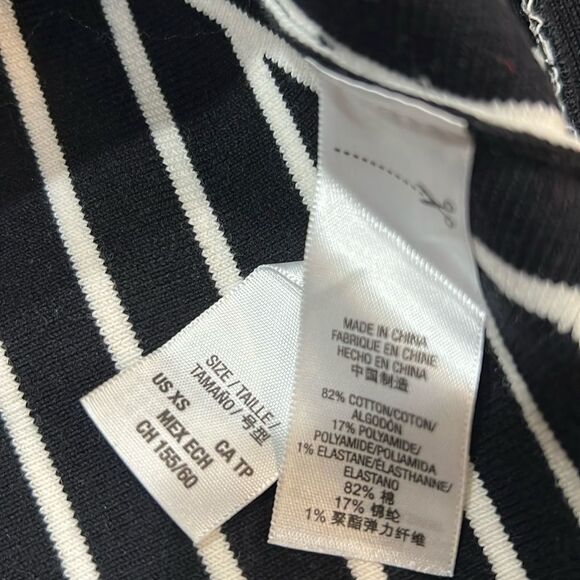 SIZE / TAILLE /
TAMAÑO / 号型
US XS CA TP
MEX ECH
CH 155/60
MADE IN CHINA
FABRIQUE EN CHINE
HECHO EN CHINA
中国制造
82% COTTON/COTON/
ALGODÓN
17% POLYAMIDE/
POLYAMIDE/POLIAMIDA
1% ELASTANE/ELASTHANNE/
ELASTANO
82% 棉
17% 锦纶
1% 聚酯弹力纤维